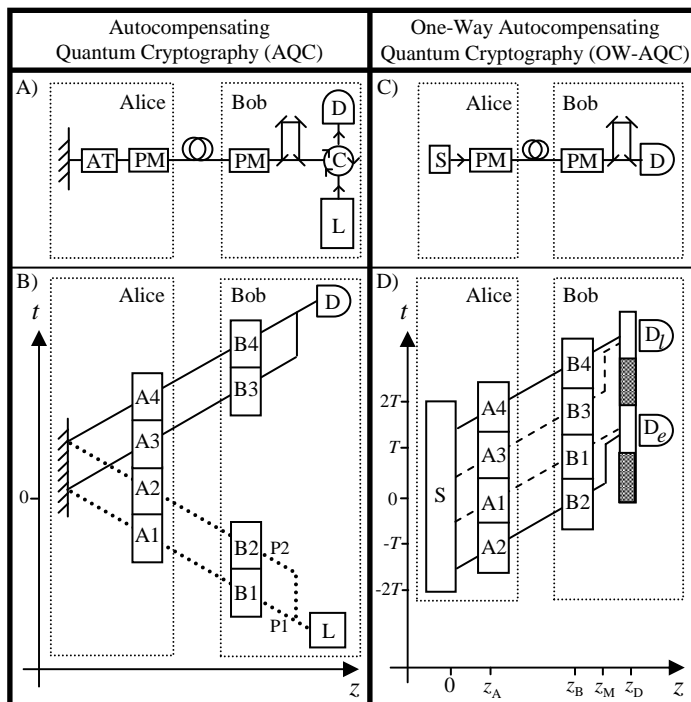 Autocompensating
Quantum Cryptography (AQC)
One-Way Autocompensating
Quantum Cryptography (OW-AQC)
A)
Alice
Bob
D
AT
PM
PM
C
L
C)
Alice
Bob
S
PM
PM
D
B)
Alice
Bob
t
D
B4
A4
B3
A3
0
A2
B2
P2
A1
B1
P1
L
z
D)
Alice
Bob
t
D_l
B4
2T
A4
B3
D_e
T
A3
B1
S
0
A1
B2
-T
A2
-2T
0
z_A
z_B
z_M
z_D
z